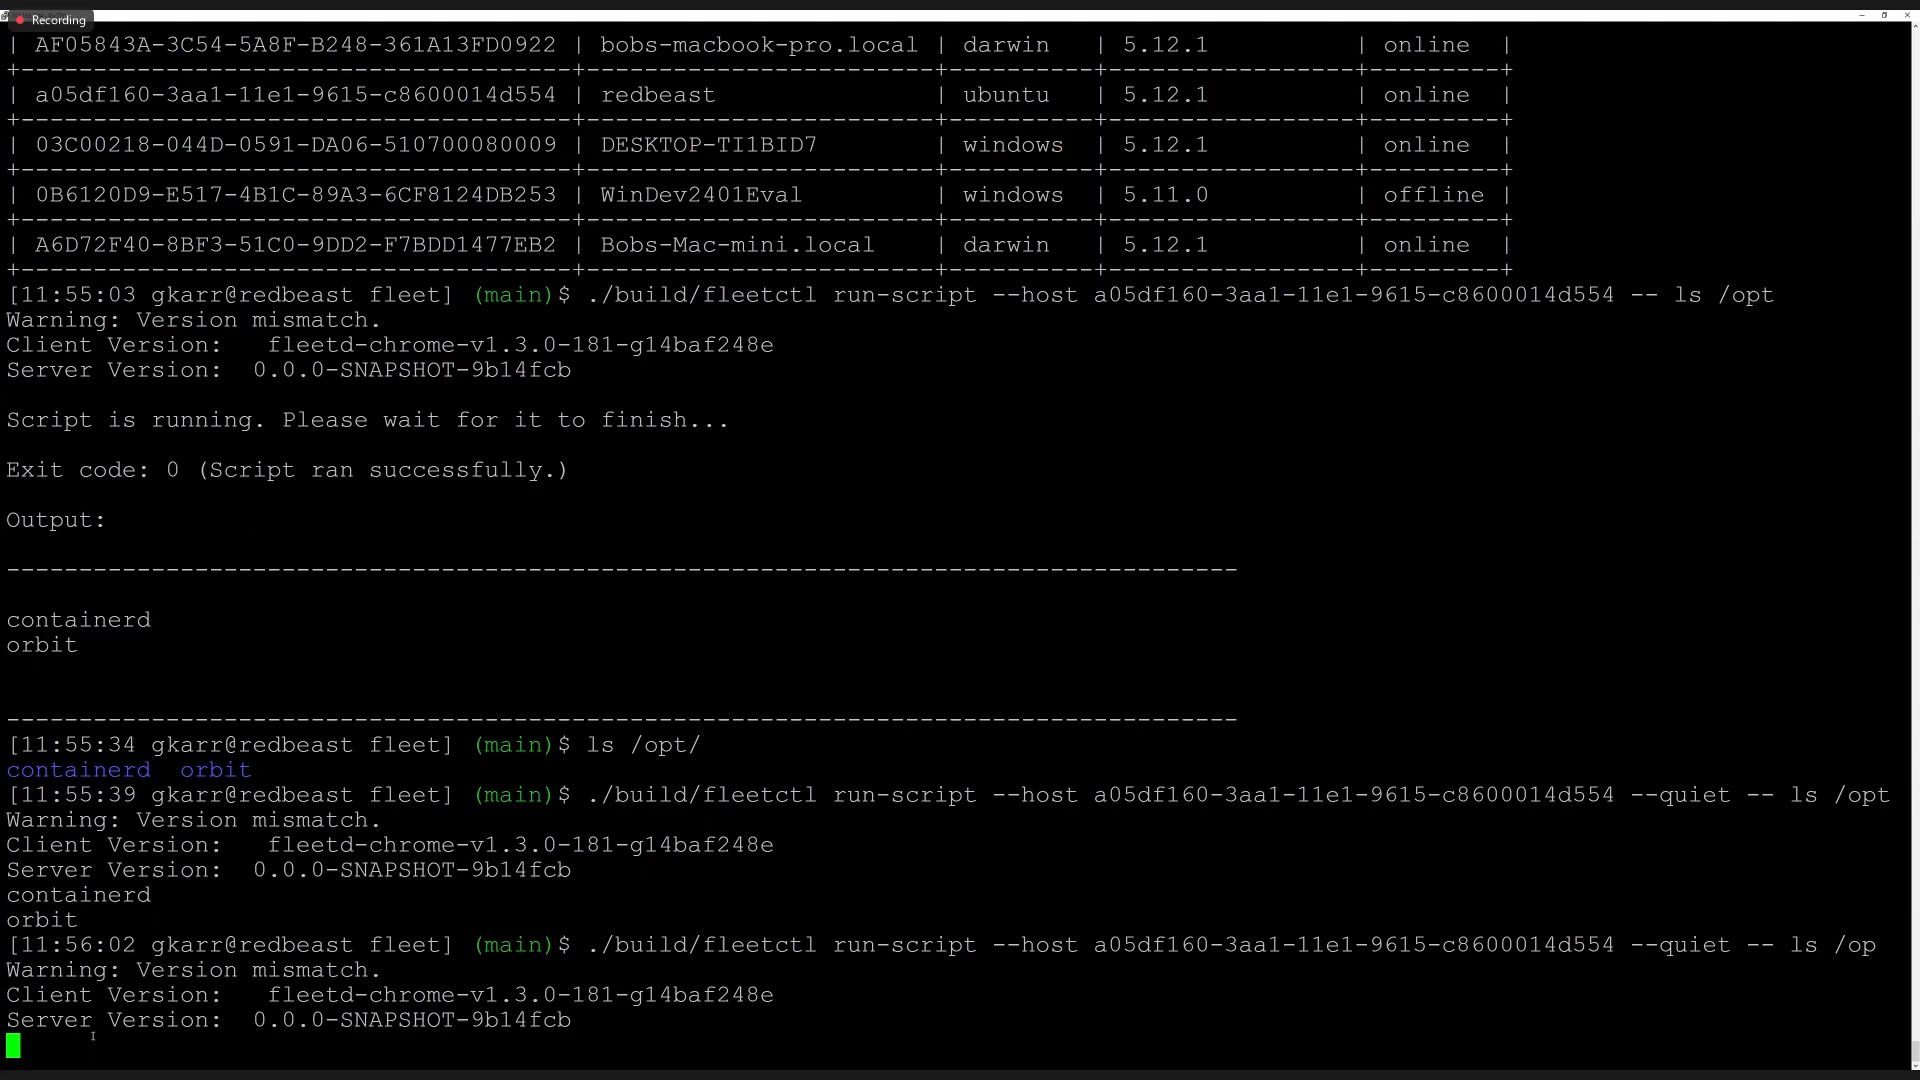 Recording
| AF05843A-3C54-5A8F-B248-361A13FD0922 | bobs-macbook-pro.local | darwin | 5.12.1 | online |
+--------------------------------------+------------------------+----------+-----------------+---------+
| a05df160-3aa1-11e1-9615-c8600014d554 | redbeast | ubuntu | 5.12.1 | online |
+--------------------------------------+------------------------+----------+-----------------+---------+
| 03C00218-044D-0591-DA06-510700080009 | DESKTOP-TI1BID7 | windows | 5.12.1 | online |
+--------------------------------------+------------------------+----------+-----------------+---------+
| 0B6120D9-E517-4B1C-89A3-6CF8124DB253 | WinDev2401Eval | windows | 5.11.0 | offline |
+--------------------------------------+------------------------+----------+-----------------+---------+
| A6D72F40-8BF3-51C0-9DD2-F7BDD1477EB2 | Bobs-Mac-mini.local | darwin | 5.12.1 | online |
+--------------------------------------+------------------------+----------+-----------------+---------+
[11:55:03 gkarr@redbeast fleet] (main)$ ./build/fleetctl run-script --host a05df160-3aa1-11e1-9615-c8600014d554 -- ls /opt
Warning: Version mismatch.
Client Version:   fleetd-chrome-v1.3.0-181-g14baf248e
Server Version:  0.0.0-SNAPSHOT-9b14fcb
Script is running. Please wait for it to finish...
Exit code: 0 (Script ran successfully.)
Output:
-------------------------------------------------------------------------------------
containerd
orbit
-------------------------------------------------------------------------------------
[11:55:34 gkarr@redbeast fleet] (main)$ ls /opt/
containerd  orbit
[11:55:39 gkarr@redbeast fleet] (main)$ ./build/fleetctl run-script --host a05df160-3aa1-11e1-9615-c8600014d554 --quiet -- ls /opt
Warning: Version mismatch.
Client Version:   fleetd-chrome-v1.3.0-181-g14baf248e
Server Version:  0.0.0-SNAPSHOT-9b14fcb
containerd
orbit
[11:56:02 gkarr@redbeast fleet] (main)$ ./build/fleetctl run-script --host a05df160-3aa1-11e1-9615-c8600014d554 --quiet -- ls /op
Warning: Version mismatch.
Client Version:   fleetd-chrome-v1.3.0-181-g14baf248e
Server Version:  0.0.0-SNAPSHOT-9b14fcb